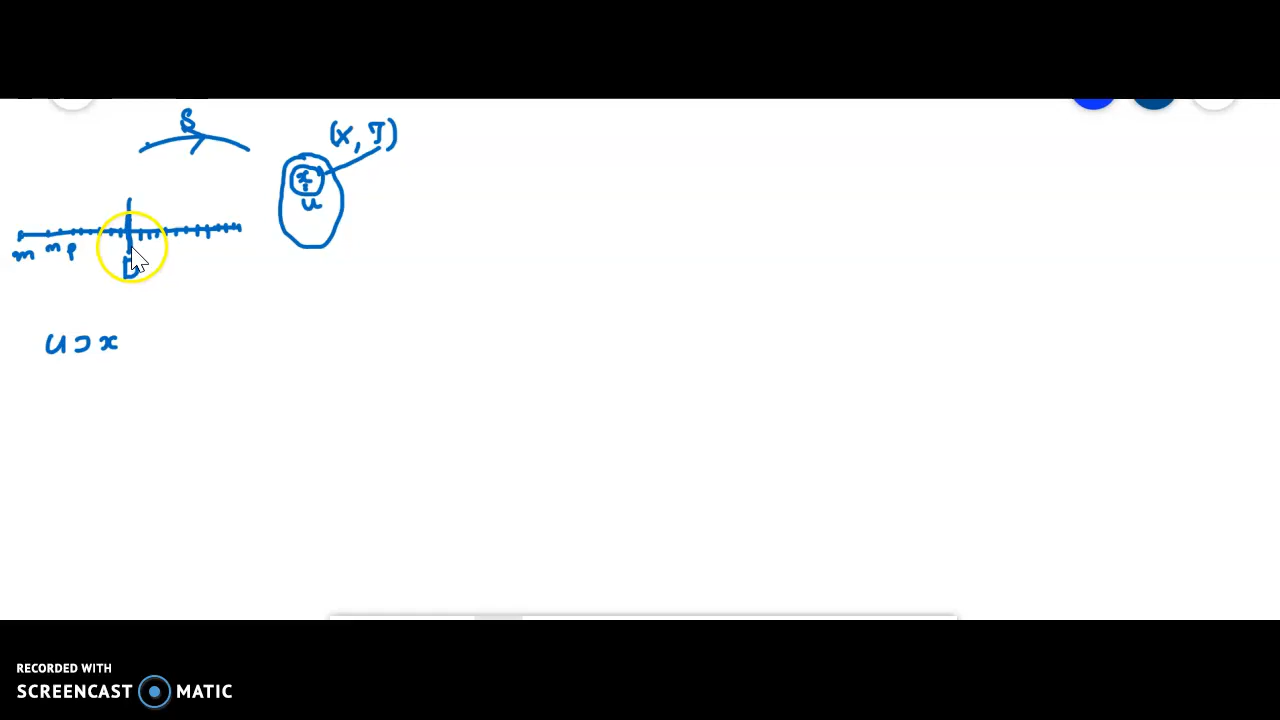 S
(X, T)
x
u
m m p
D
U ⊃ x
RECORDED WITH
SCREENCAST MATIC